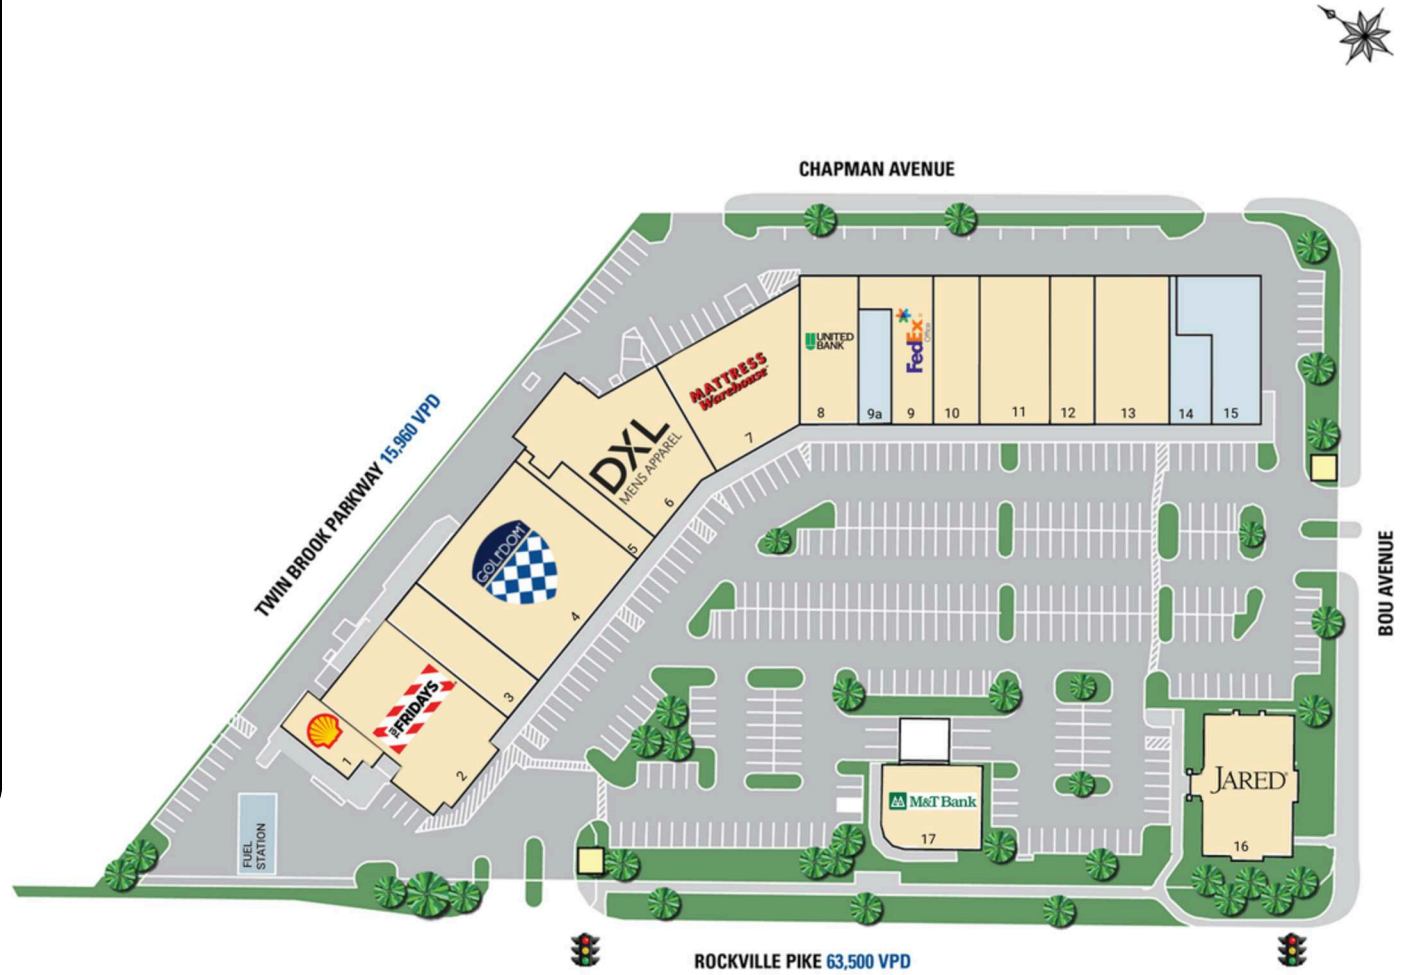 CHAPMAN AVENUE
TWIN BROOK PARKWAY 15,960 VPD
BOU AVENUE
UNITED
BANK
FedEx
Office
8
9a
9
10
11
12
13
14
15
MATTRESS
Warehouse
7
DXL
MENS APPAREL
6
5
GOLFDOM
4
3
TGI FRIDAYS
2
1
FUEL
STATION
M&T Bank
17
JARED
16
ROCKVILLE PIKE 63,500 VPD